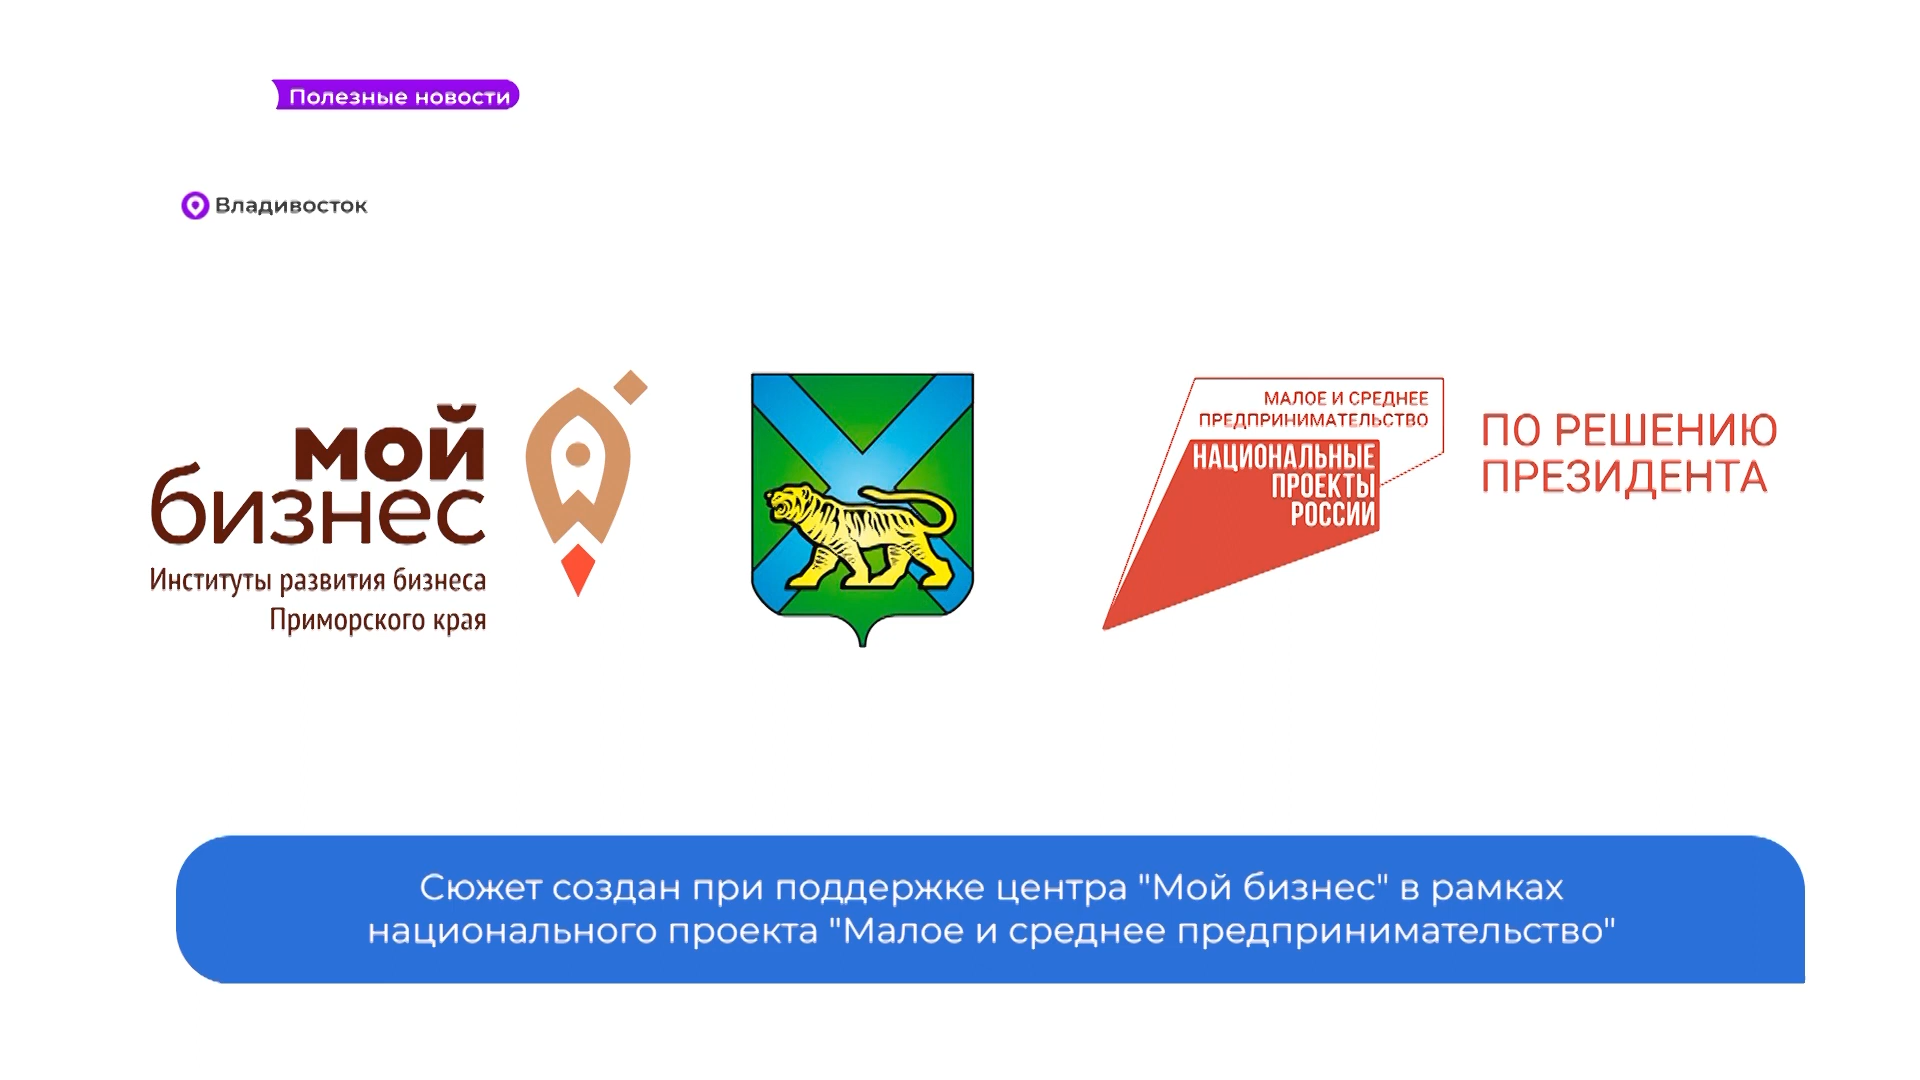 Полезные новости
Владивосток
мой
бизнес
Институты развития бизнеса
Приморского края
МАЛОЕ И СРЕДНЕЕ
ПРЕДПРИНИМАТЕЛЬСТВО
НАЦИОНАЛЬНЫЕ
ПРОЕКТЫ
РОССИИ
ПО РЕШЕНИЮ
ПРЕЗИДЕНТА
Сюжет создан при поддержке центра "Мой бизнес" в рамках
национального проекта "Малое и среднее предпринимательство"